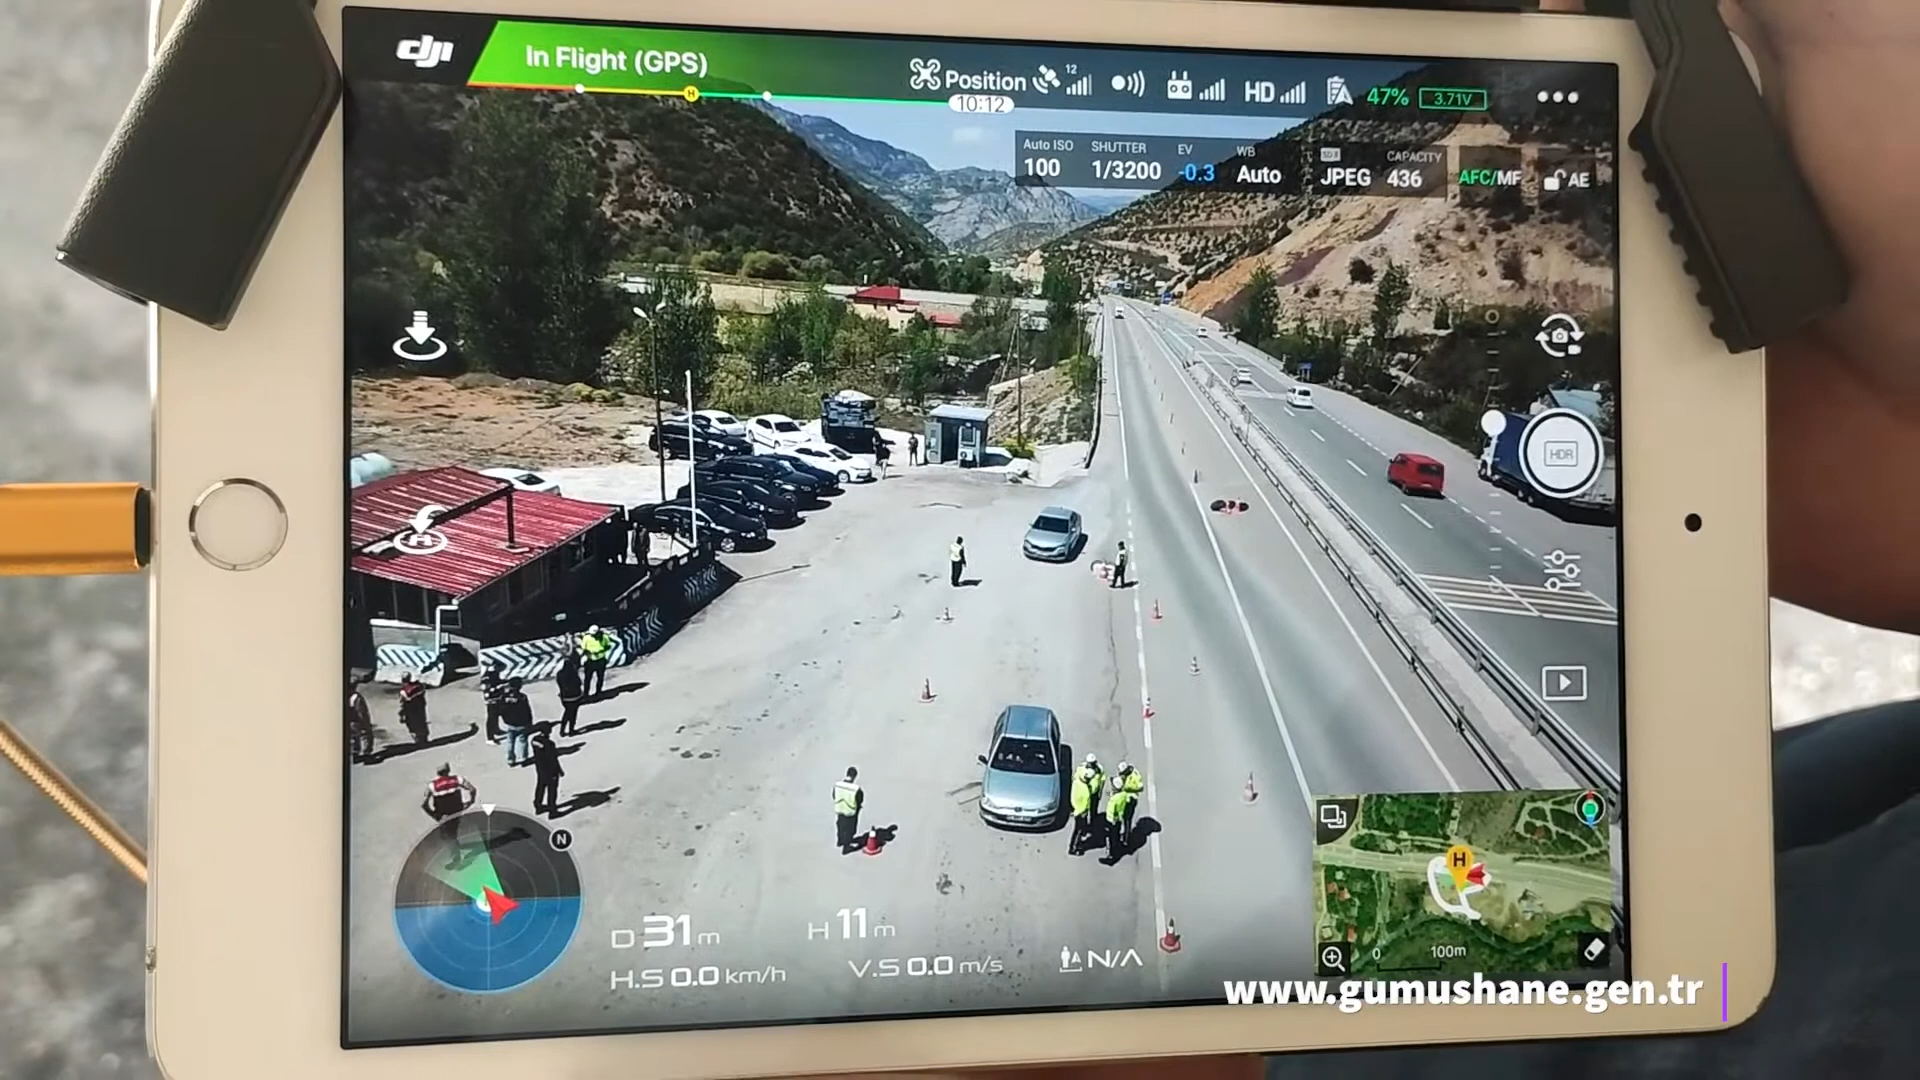 dji
In Flight (GPS)
Position
12
HD
47%
3.71V
10:12
Auto ISO
100
SHUTTER
1/3200
EV
-0.3
WB
Auto
JPEG
CAPACITY
436
AFC/MF
AE
HDR
H
N
D 31 m
H 11 m
H.S 0.0 km/h
V.S 0.0 m/s
N/A
H
0
100m
www.gumushane.gen.tr